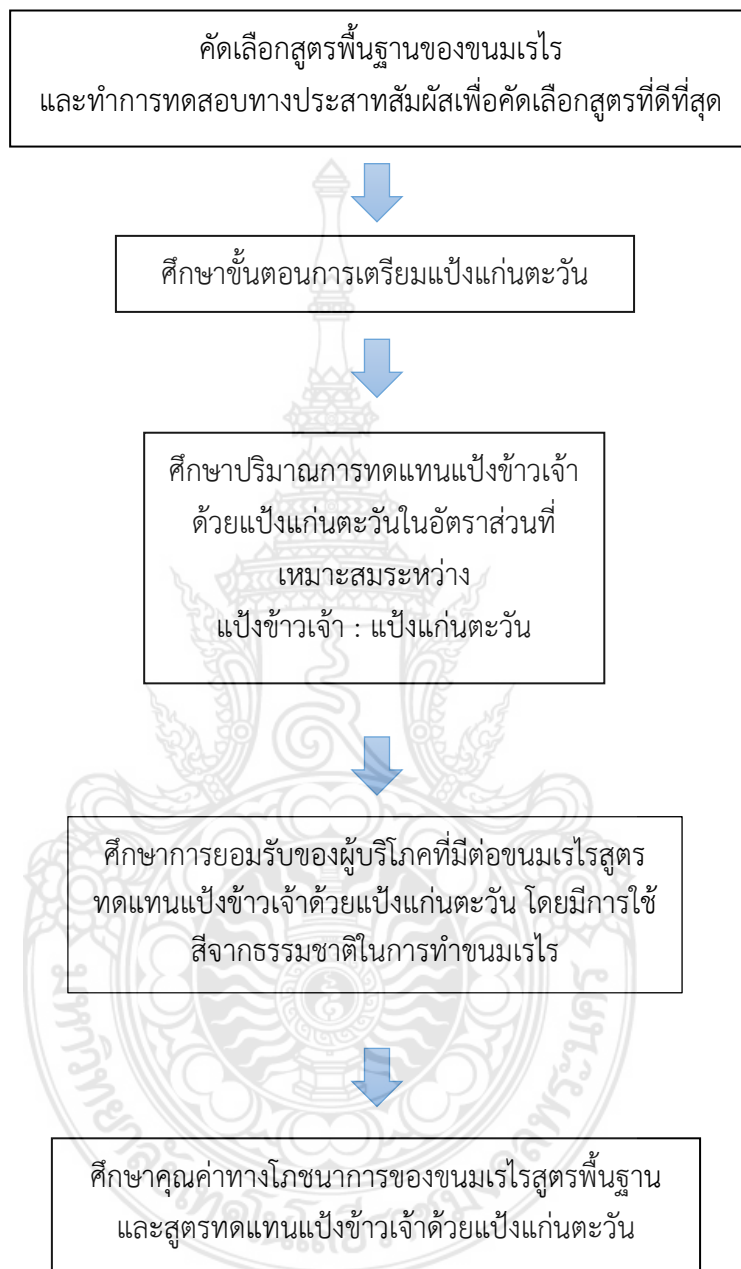 คัดเลือกสูตรพื้นฐานของขนมเรไร
และทำการทดสอบทางประสาทสัมผัสเพื่อคัดเลือกสูตรที่ดีที่สุด
ศึกษาขั้นตอนการเตรียมแป้งแก่นตะวัน
ศึกษาปริมาณการทดแทนแป้งข้าวเจ้า
ด้วยแป้งแก่นตะวันในอัตราส่วนที่
เหมาะสมระหว่าง
แป้งข้าวเจ้า : แป้งแก่นตะวัน
ศึกษาการยอมรับของผู้บริโภคที่มีต่อขนมเรไรสูตร
ทดแทนแป้งข้าวเจ้าด้วยแป้งแก่นตะวัน โดยมีการใช้
สีจากธรรมชาติในการทำขนมเรไร
ศึกษาคุณค่าทางโภชนาการของขนมเรไรสูตรพื้นฐาน
และสูตรทดแทนแป้งข้าวเจ้าด้วยแป้งแก่นตะวัน